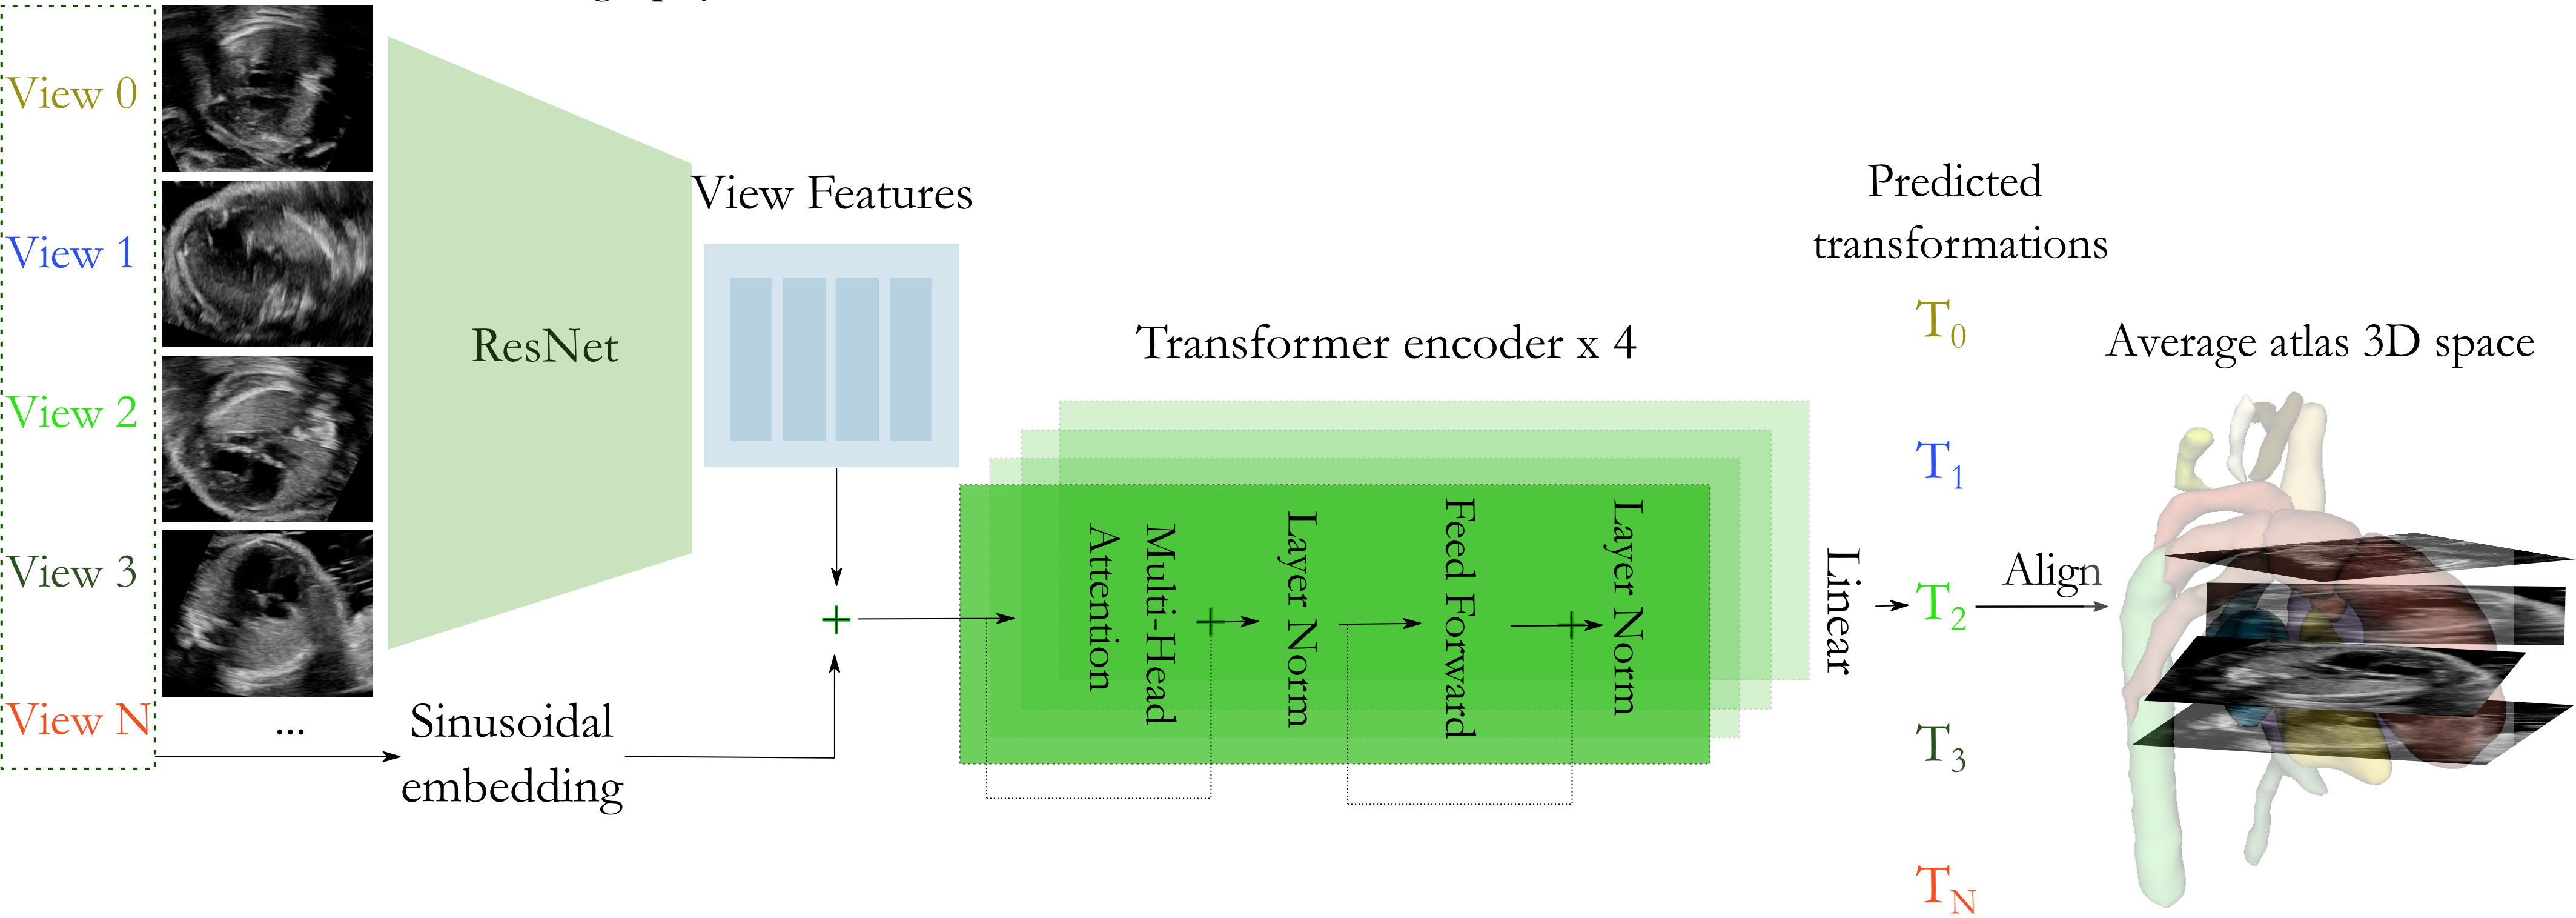 View 0
View 1
View 2
View 3
View N
...
ResNet
View Features
Sinusoidal
embedding
+
Transformer encoder x 4
Multi-Head
Attention
+
Layer Norm
Feed Forward
+
Layer Norm
Linear
Predicted
transformations
T0
T1
T2
T3
TN
Align
Average atlas 3D space